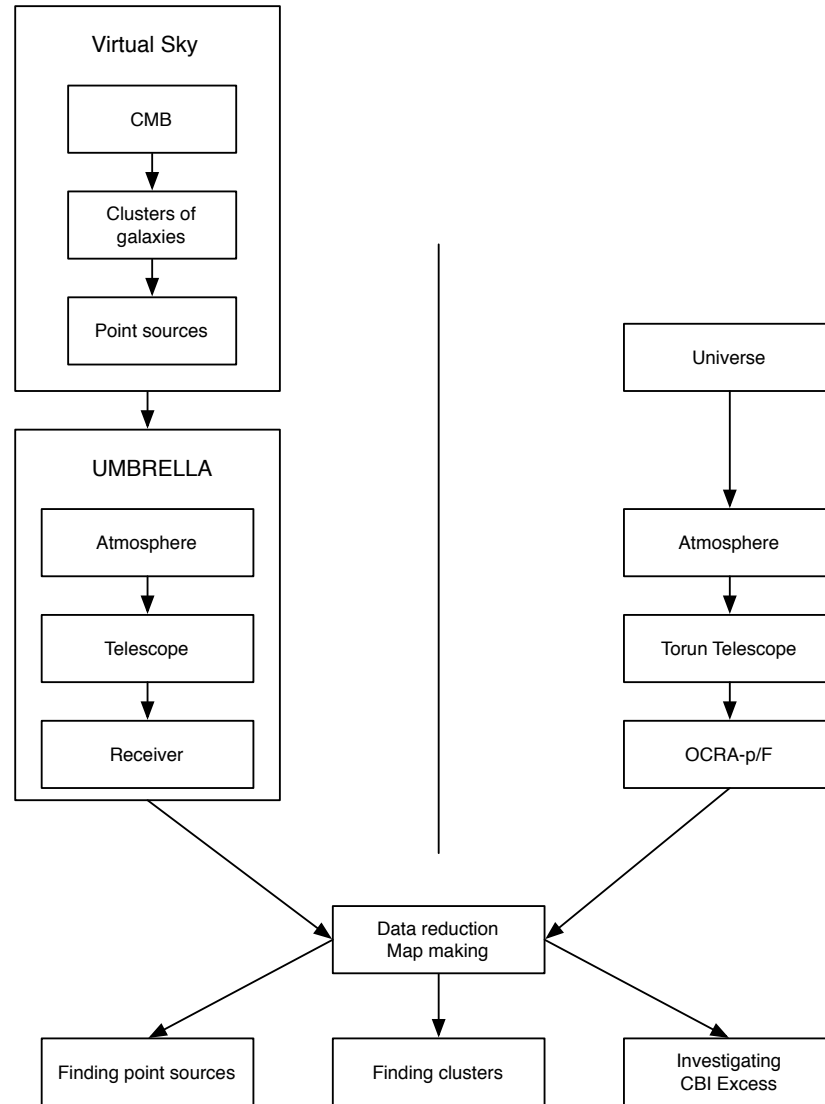 Virtual Sky
CMB
Clusters of
galaxies
Point sources
UMBRELLA
Atmosphere
Telescope
Receiver
Universe
Atmosphere
Torun Telescope
OCRA-p/F
Data reduction
Map making
Finding point sources
Finding clusters
Investigating
CBI Excess